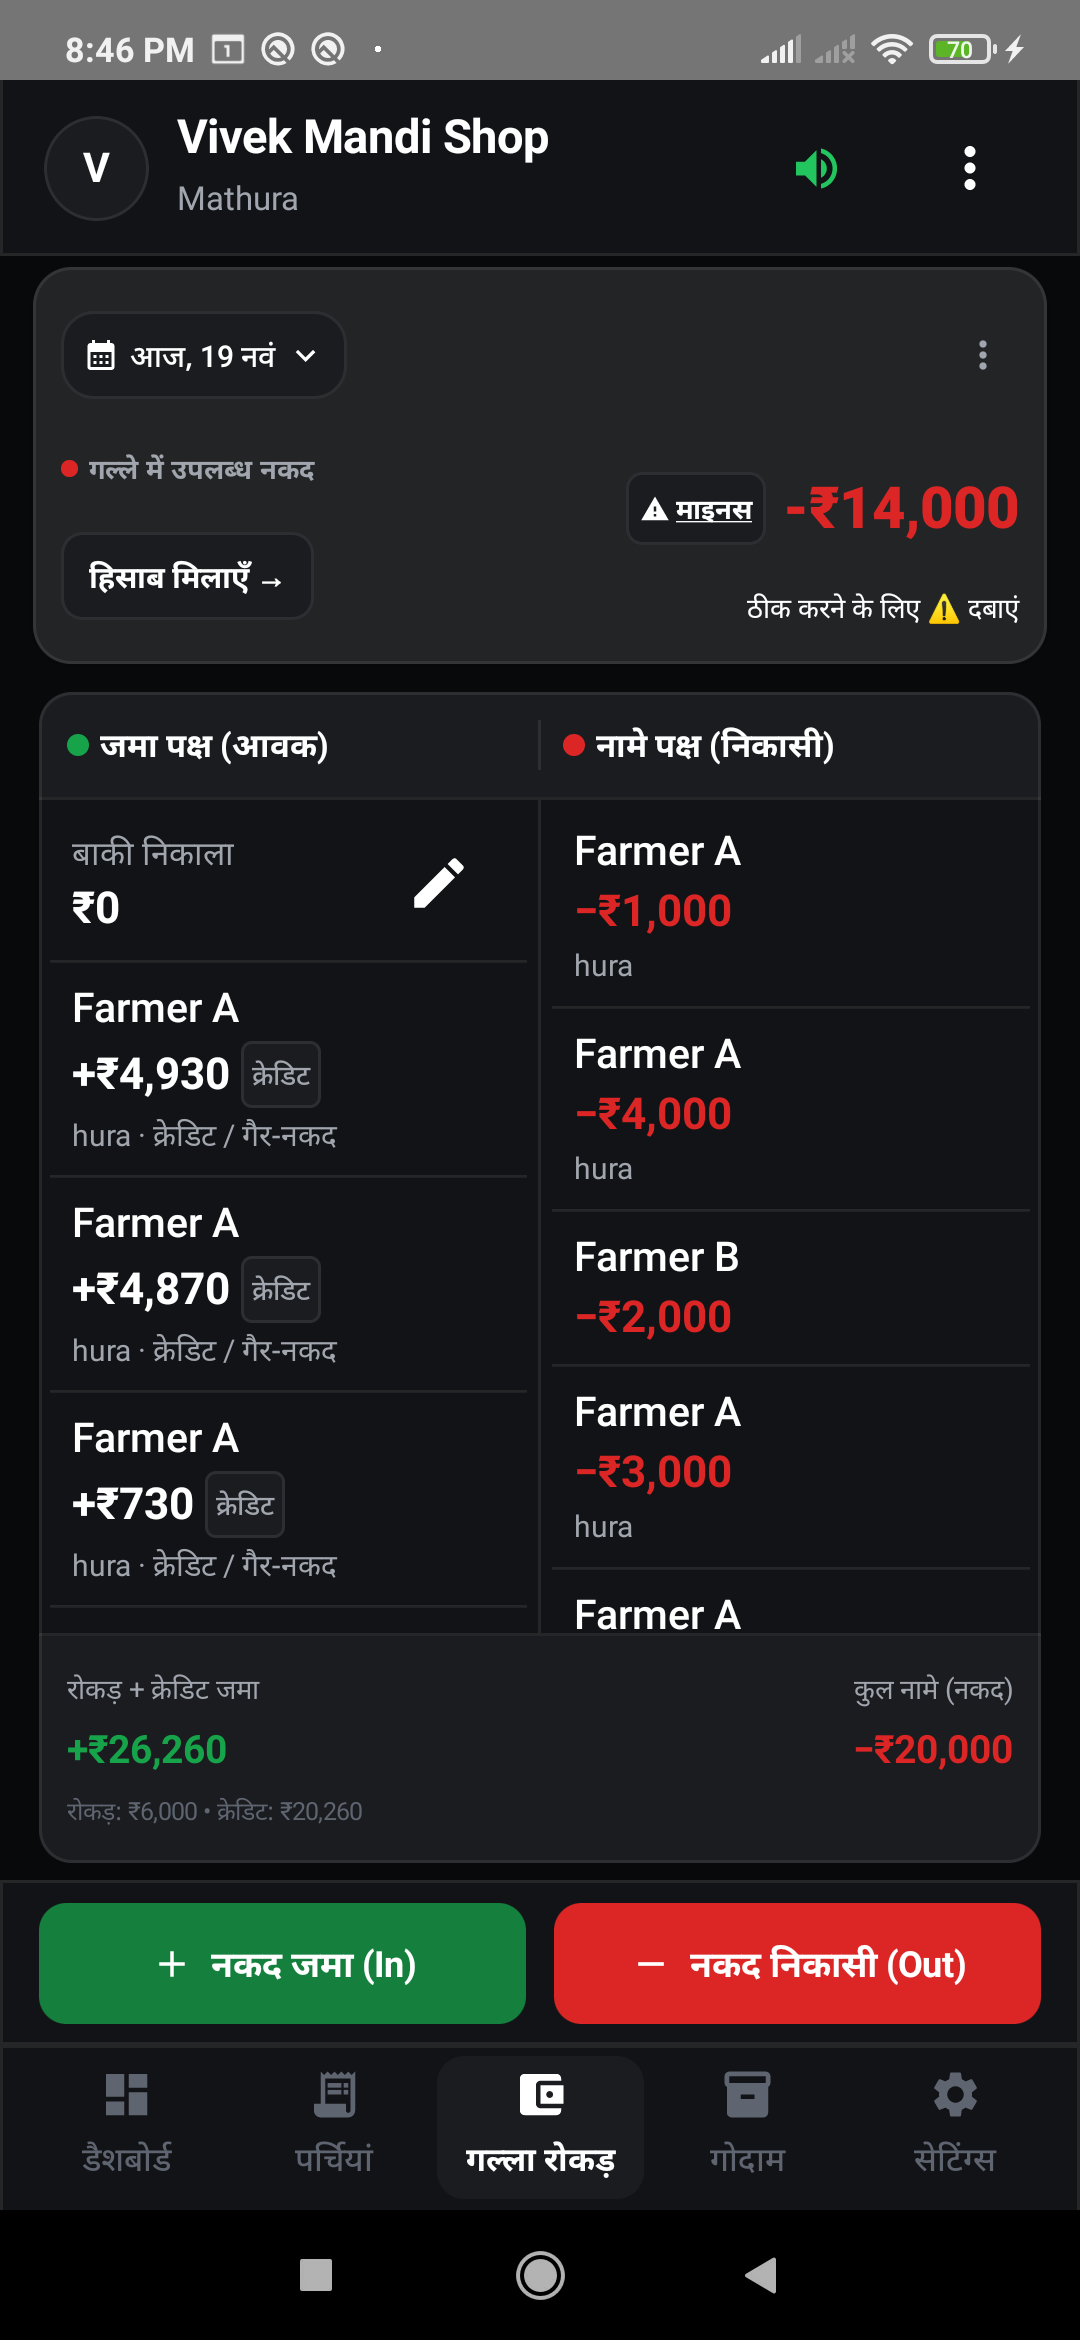 8:46 PM
1
70
V
Vivek Mandi Shop
Mathura
आज, 19 नवं
गल्ले में उपलब्ध नकद
माइनस
-₹14,000
हिसाब मिलाएँ →
ठीक करने के लिए ⚠️ दबाएं
जमा पक्ष (आवक)
नामे पक्ष (निकासी)
बाकी निकाला
₹0
Farmer A
+₹4,930 क्रेडिट
hura · क्रेडिट / गैर-नकद
Farmer A
+₹4,870 क्रेडिट
hura · क्रेडिट / गैर-नकद
Farmer A
+₹730 क्रेडिट
hura · क्रेडिट / गैर-नकद
Farmer A
−₹1,000
hura
Farmer A
−₹4,000
hura
Farmer B
−₹2,000
Farmer A
−₹3,000
hura
Farmer A
रोकड़ + क्रेडिट जमा
+₹26,260
रोकड़: ₹6,000 • क्रेडिट: ₹20,260
कुल नामे (नकद)
−₹20,000
+ नकद जमा (In)
− नकद निकासी (Out)
डैशबोर्ड
पर्चियां
गल्ला रोकड़
गोदाम
सेटिंग्स